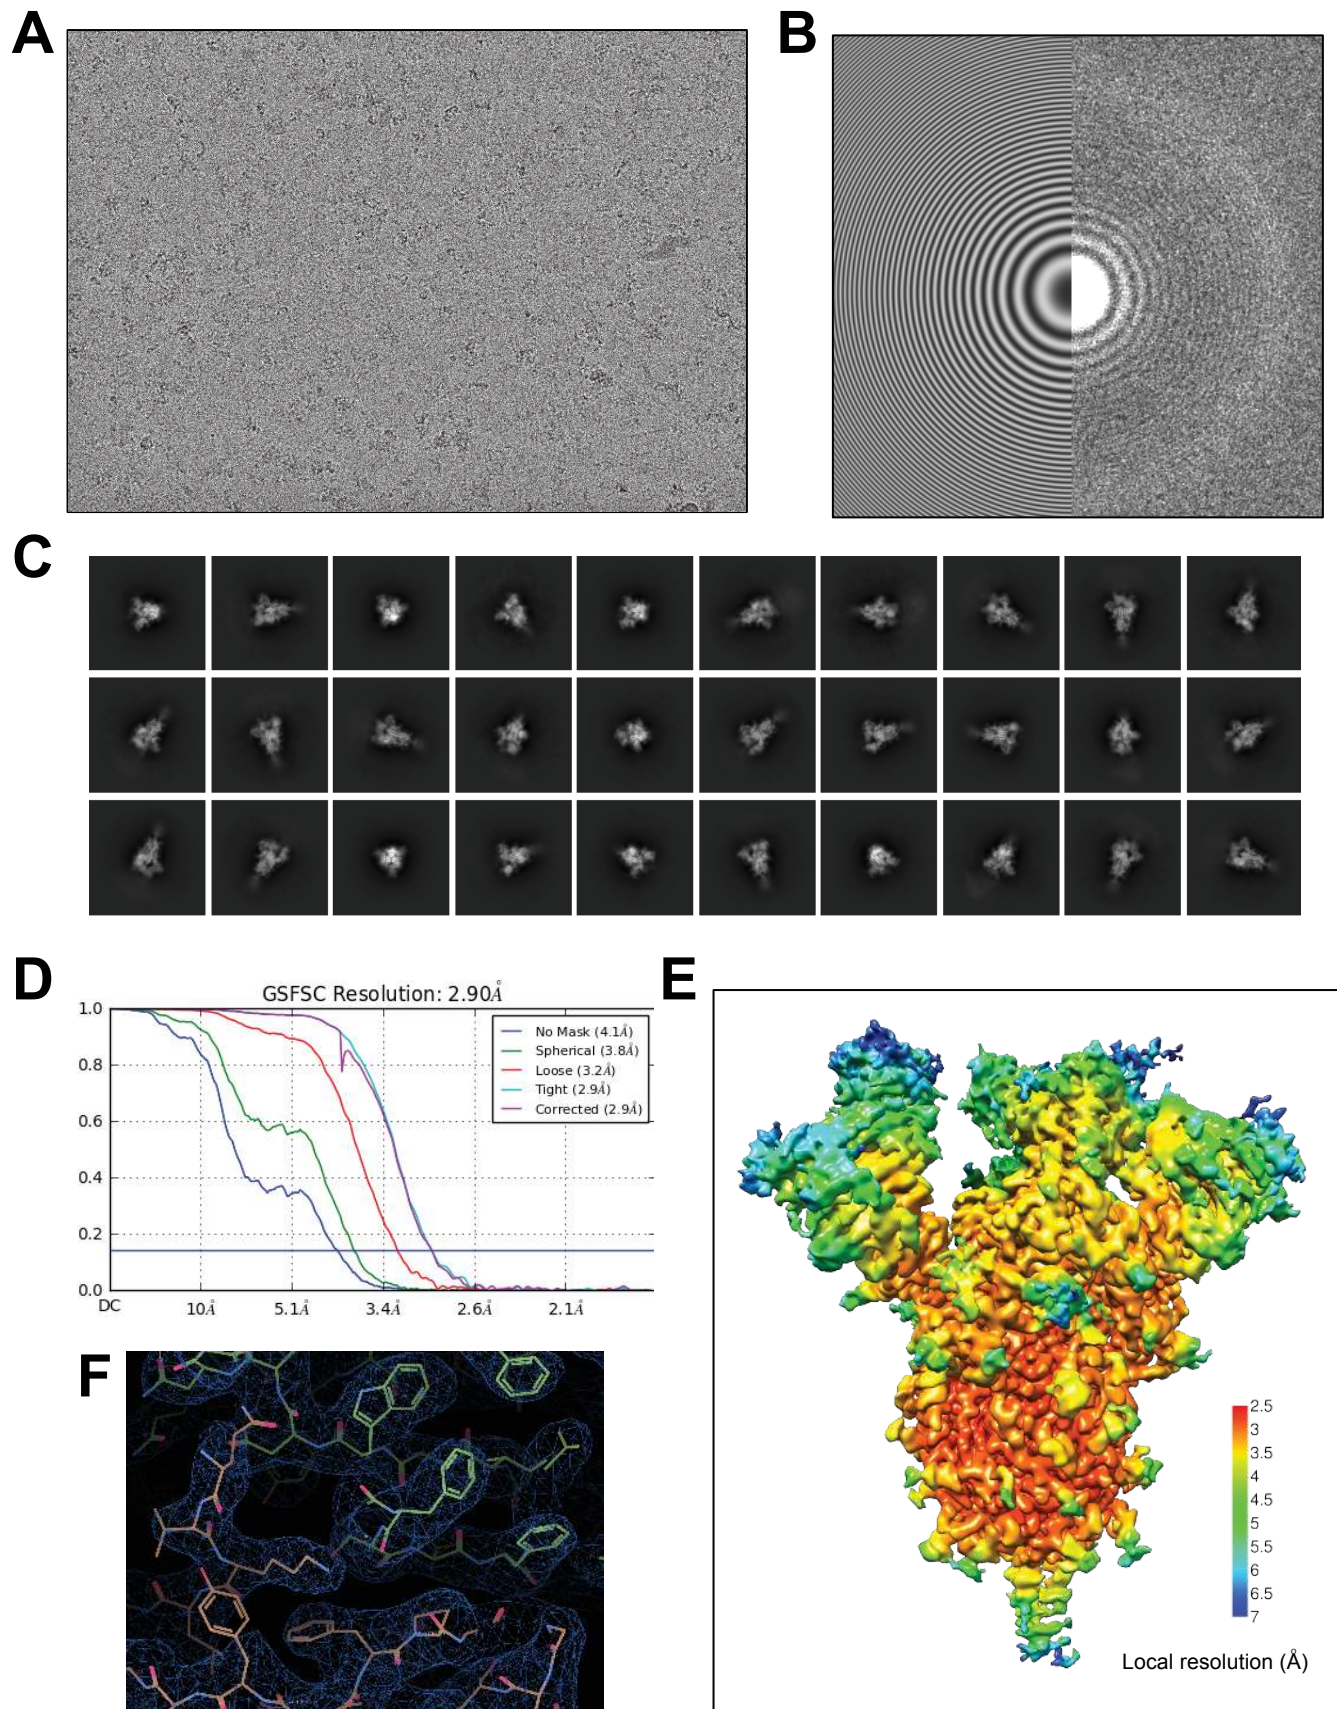 A
B
C
D
GSFSC Resolution: 2.90Å
1.0
0.8
0.6
0.4
0.2
0.0
No Mask (4.1Å)
Spherical (3.8Å)
Loose (3.2Å)
Tight (2.9Å)
Corrected (2.9Å)
DC
10Å
5.1Å
3.4Å
2.6Å
2.1Å
E
2.5
3
3.5
4
4.5
5
5.5
6
6.5
7
Local resolution (Å)
F